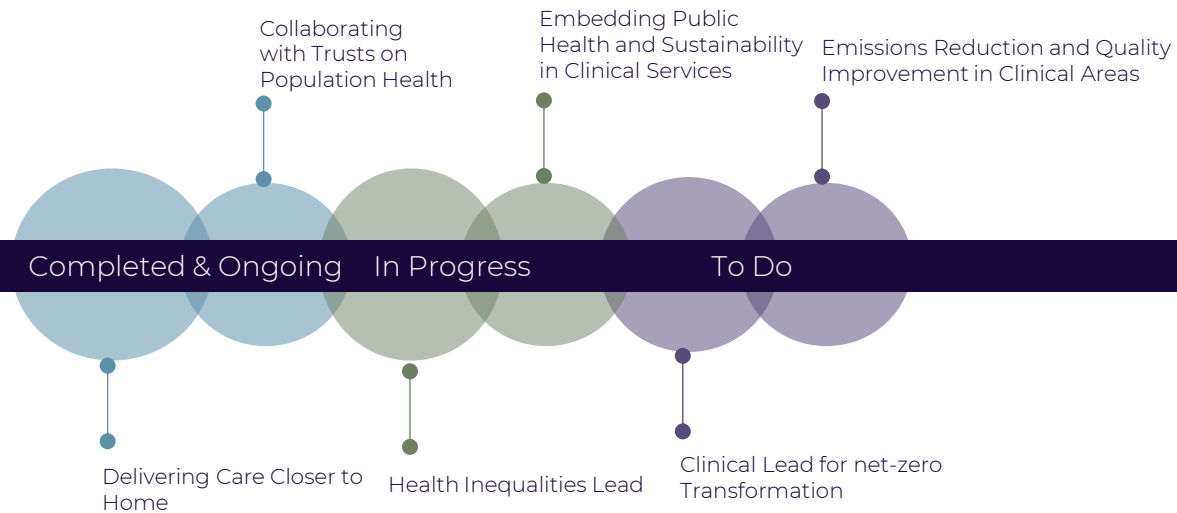 Collaborating
with Trusts on
Population Health
Embedding Public
Health and Sustainability
in Clinical Services
Emissions Reduction and Quality
Improvement in Clinical Areas
Completed & Ongoing
In Progress
To Do
Delivering Care Closer to
Home
Health Inequalities Lead
Clinical Lead for net-zero
Transformation